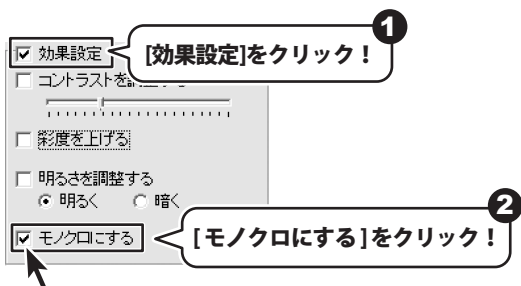 1
効果設定
[効果設定]をクリック！
コントラストを
彩度を上げる
明るさを調整する
明るく 暗く
2
モノクロにする
[モノクロにする]をクリック！